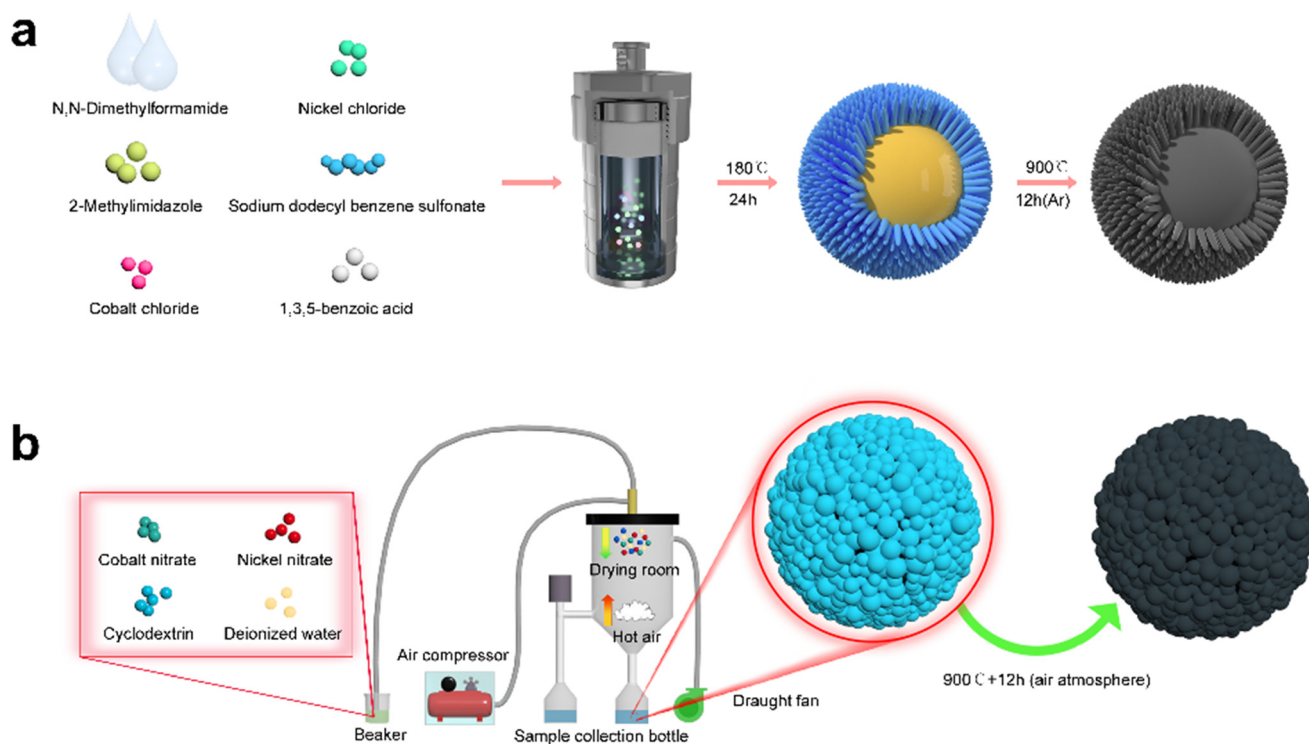 a
N,N-Dimethylformamide
Nickel chloride
2-Methylimidazole
Sodium dodecyl benzene sulfonate
Cobalt chloride
1,3,5-benzoic acid
180℃
24h
900℃
12h(Ar)
b
Cobalt nitrate
Nickel nitrate
Cyclodextrin
Deionized water
Beaker
Air compressor
Drying room
Hot air
Sample collection bottle
Draught fan
900℃+12h (air atmosphere)